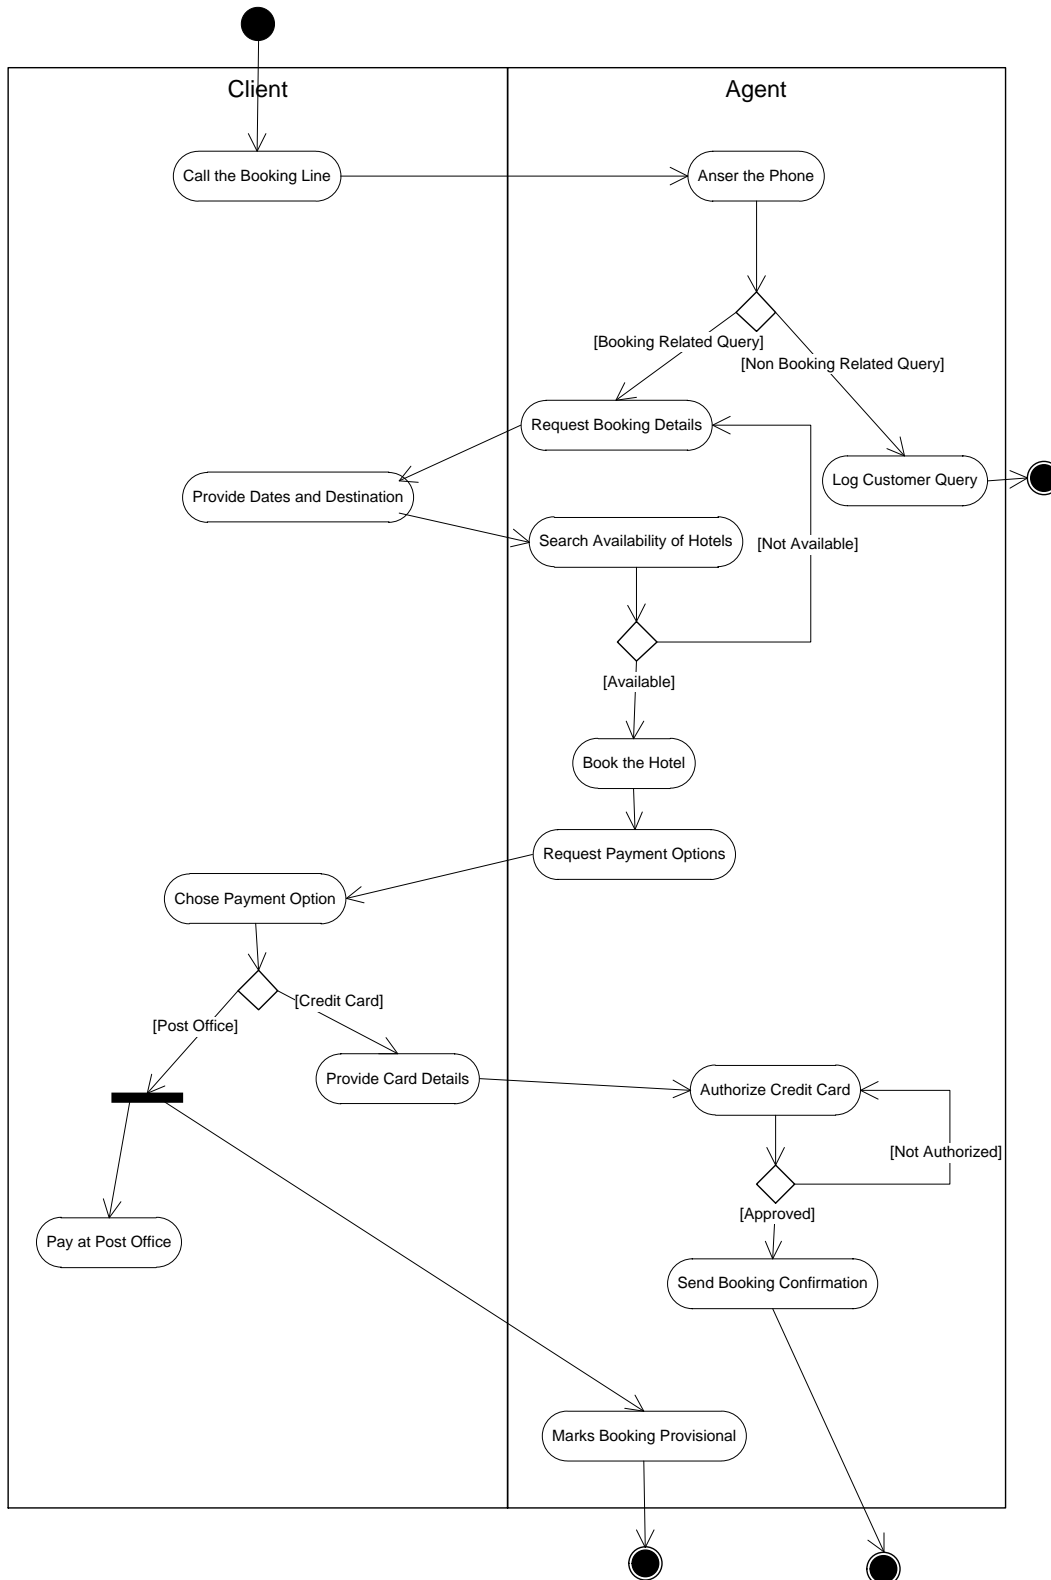 Client
Agent
Call the Booking Line
Anser the Phone
[Booking Related Query]
[Non Booking Related Query]
Request Booking Details
Log Customer Query
Provide Dates and Destination
Search Availability of Hotels
[Not Available]
[Available]
Book the Hotel
Request Payment Options
Chose Payment Option
[Credit Card]
[Post Office]
Provide Card Details
Authorize Credit Card
[Not Authorized]
[Approved]
Pay at Post Office
Send Booking Confirmation
Marks Booking Provisional